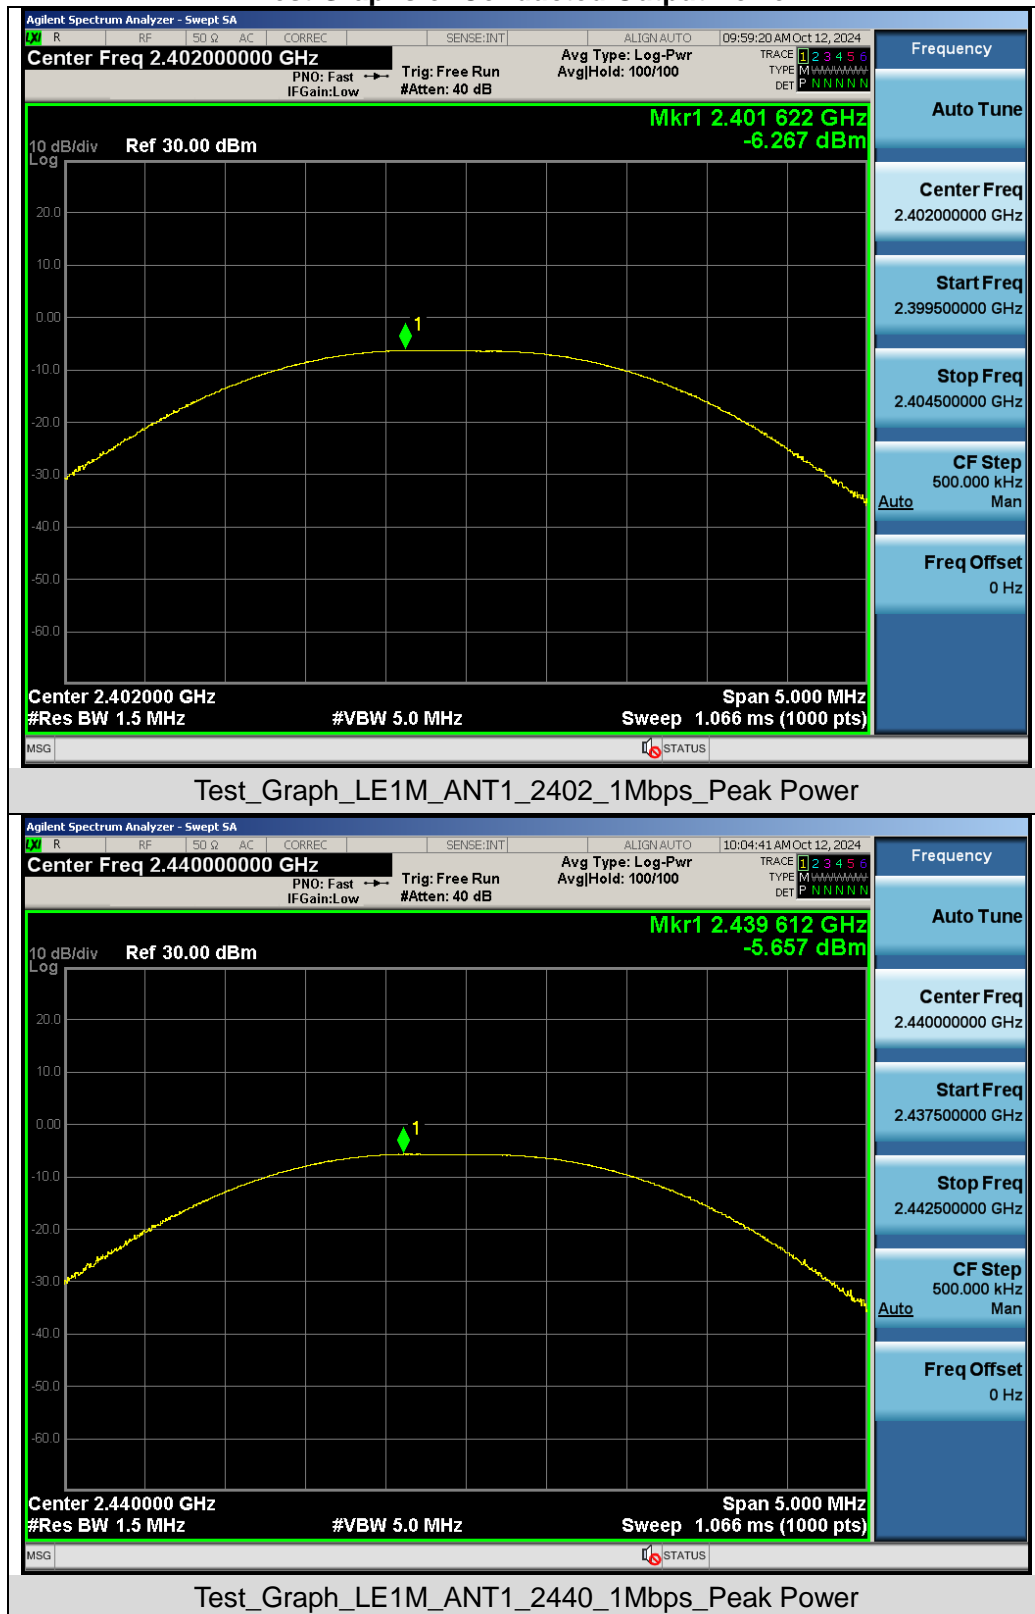 Agilent Spectrum Analyzer - Swept SA
LXI R RF 50 Ω AC CORREC SENSE:INT ALIGN AUTO 09:59:20 AM Oct 12, 2024
Center Freq 2.402000000 GHz
PNO: Fast
IFGain:Low
Trig: Free Run
#Atten: 40 dB
Avg Type: Log-Pwr
Avg|Hold: 100/100
TRACE 1 2 3 4 5 6
TYPE M
DET P N N N N N
Mkr1 2.401 622 GHz
-6.267 dBm
10 dB/div Ref 30.00 dBm
Log
20.0
10.0
0.00
1
-10.0
-20.0
-30.0
-40.0
-50.0
-60.0
Center 2.402000 GHz Span 5.000 MHz
#Res BW 1.5 MHz #VBW 5.0 MHz Sweep 1.066 ms (1000 pts)
MSG STATUS
Frequency
Auto Tune
Center Freq
2.402000000 GHz
Start Freq
2.399500000 GHz
Stop Freq
2.404500000 GHz
CF Step
500.000 kHz
Auto Man
Freq Offset
0 Hz
Test_Graph_LE1M_ANT1_2402_1Mbps_Peak Power
Agilent Spectrum Analyzer - Swept SA
LXI R RF 50 Ω AC CORREC SENSE:INT ALIGN AUTO 10:04:41 AM Oct 12, 2024
Center Freq 2.440000000 GHz
PNO: Fast
IFGain:Low
Trig: Free Run
#Atten: 40 dB
Avg Type: Log-Pwr
Avg|Hold: 100/100
TRACE 1 2 3 4 5 6
TYPE M
DET P N N N N N
Mkr1 2.439 612 GHz
-5.657 dBm
10 dB/div Ref 30.00 dBm
Log
20.0
10.0
0.00
1
-10.0
-20.0
-30.0
-40.0
-50.0
-60.0
Center 2.440000 GHz Span 5.000 MHz
#Res BW 1.5 MHz #VBW 5.0 MHz Sweep 1.066 ms (1000 pts)
MSG STATUS
Frequency
Auto Tune
Center Freq
2.440000000 GHz
Start Freq
2.437500000 GHz
Stop Freq
2.442500000 GHz
CF Step
500.000 kHz
Auto Man
Freq Offset
0 Hz
Test_Graph_LE1M_ANT1_2440_1Mbps_Peak Power